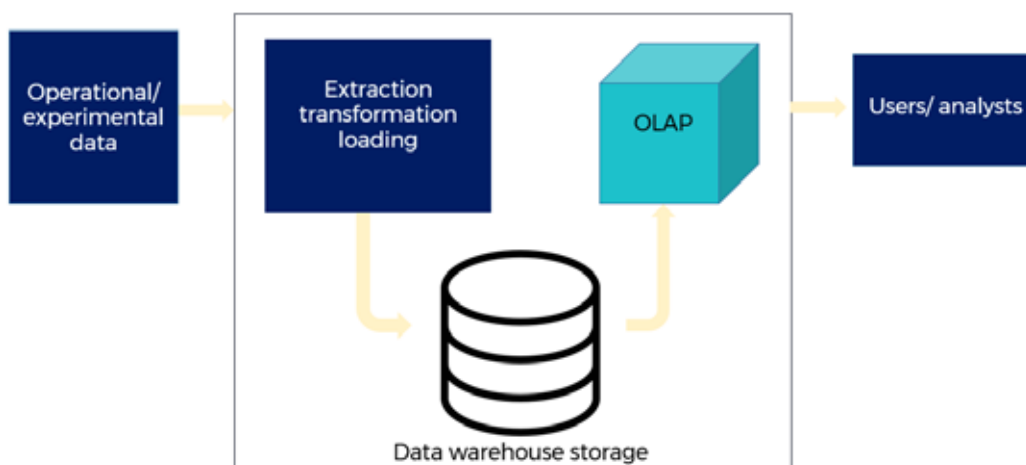 Operational/
experimental
data
Extraction
transformation
loading
OLAP
Users/ analysts
Data warehouse storage